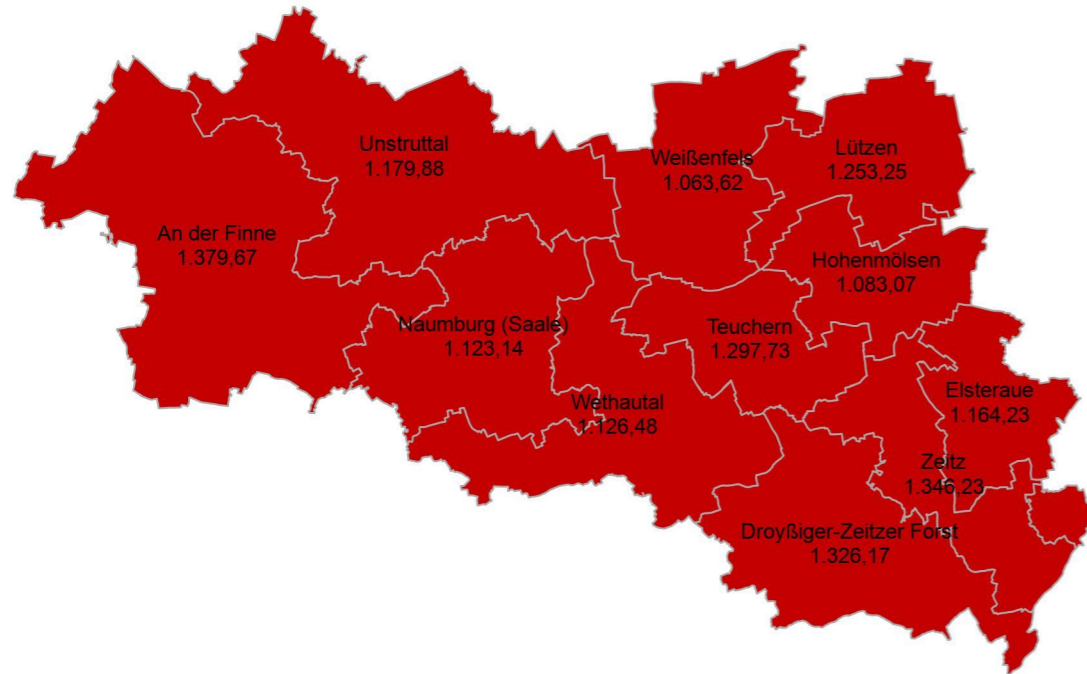 Unstruttal
1.179,88
Weißenfels
1.063,62
Lützen
1.253,25
An der Finne
1.379,67
Hohenmölsen
1.083,07
Naumburg (Saale)
1.123,14
Teuchern
1.297,73
Wethautal
1.126,48
Elsteraue
1.164,23
Zeitz
1.346,23
Droyßiger-Zeitzer Forst
1.326,17